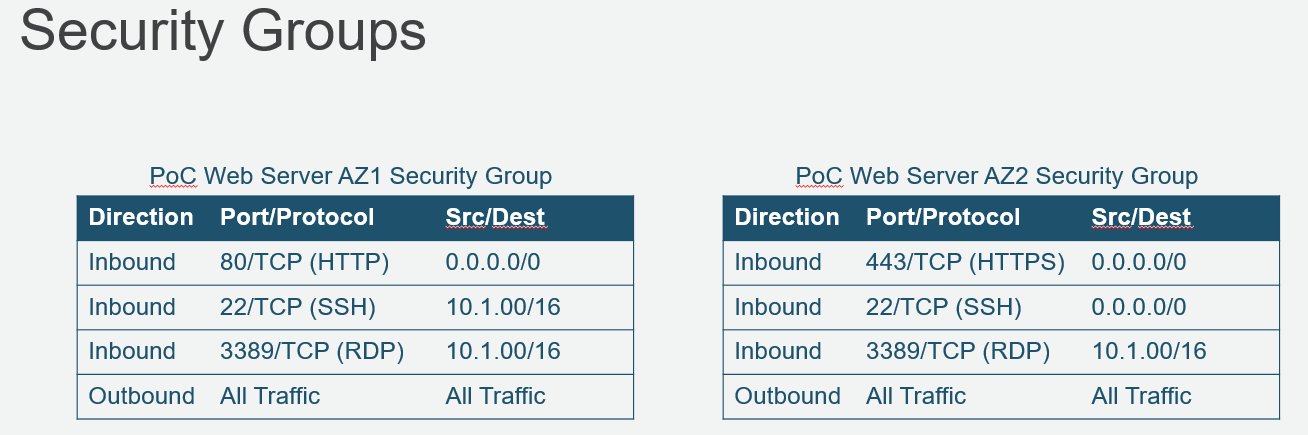 Security Groups
PoC Web Server AZ1 Security Group
Direction Port/Protocol Src/Dest
Inbound 80/TCP (HTTP) 0.0.0.0/0
Inbound 22/TCP (SSH) 10.1.00/16
Inbound 3389/TCP (RDP) 10.1.00/16
Outbound All Traffic All Traffic
PoC Web Server AZ2 Security Group
Direction Port/Protocol Src/Dest
Inbound 443/TCP (HTTPS) 0.0.0.0/0
Inbound 22/TCP (SSH) 0.0.0.0/0
Inbound 3389/TCP (RDP) 10.1.00/16
Outbound All Traffic All Traffic